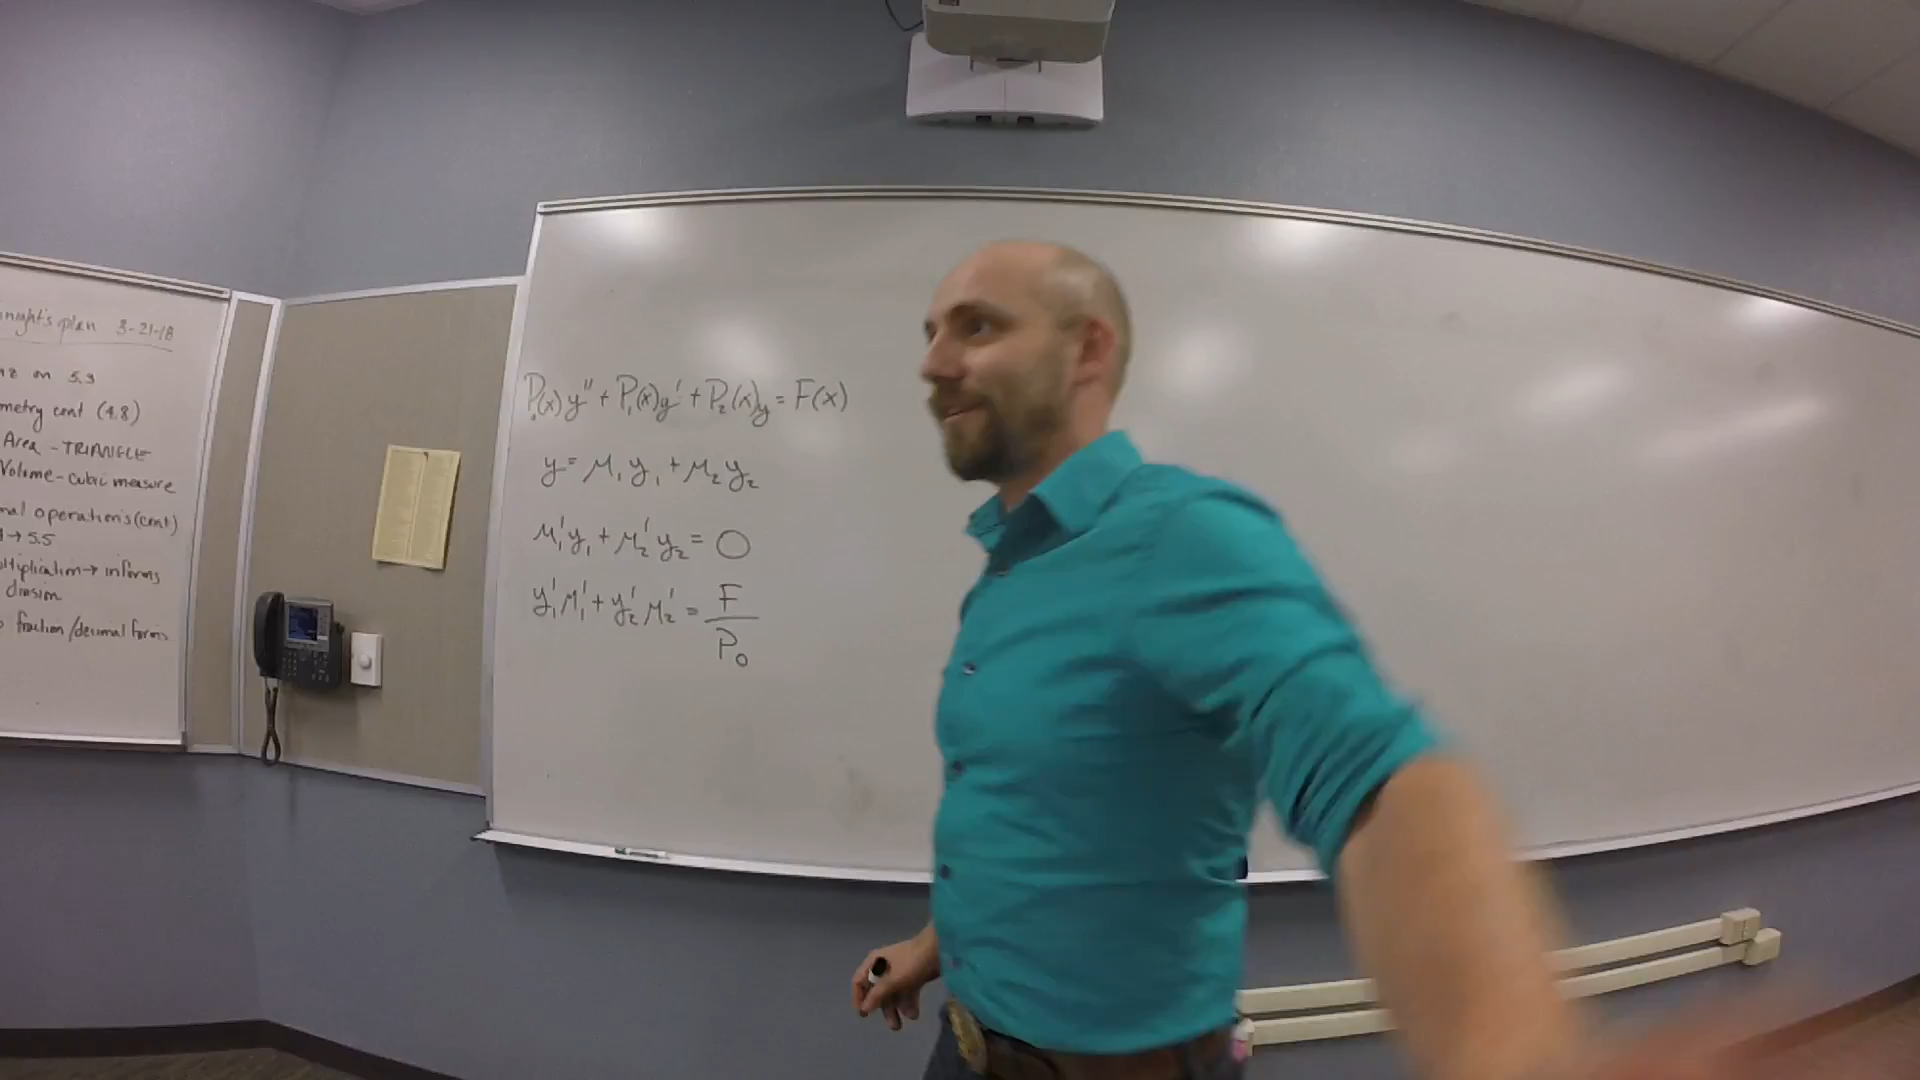 night's plan 3-21-18
on 5.3
metry cont (4.8)
Area - TRIANGLE
Volume - cubic measure
nal operations (cont)
→ 5.5
ltiplication → informs
division
fraction/decimal forms
P₀(x)y'' + P₁(x)y' + P₂(x)y = F(x)
y = μ₁y₁ + μ₂y₂
μ₁'y₁ + μ₂'y₂ = 0
y₁'μ₁' + y₂'μ₂' = F/P₀